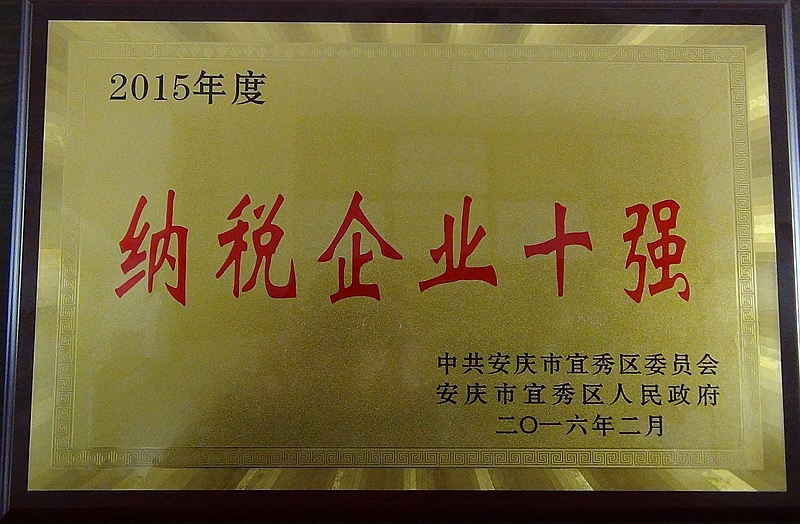 2015年度
纳税企业十强
中共安庆市宜秀区委员会
安庆市宜秀区人民政府
二〇一六年二月